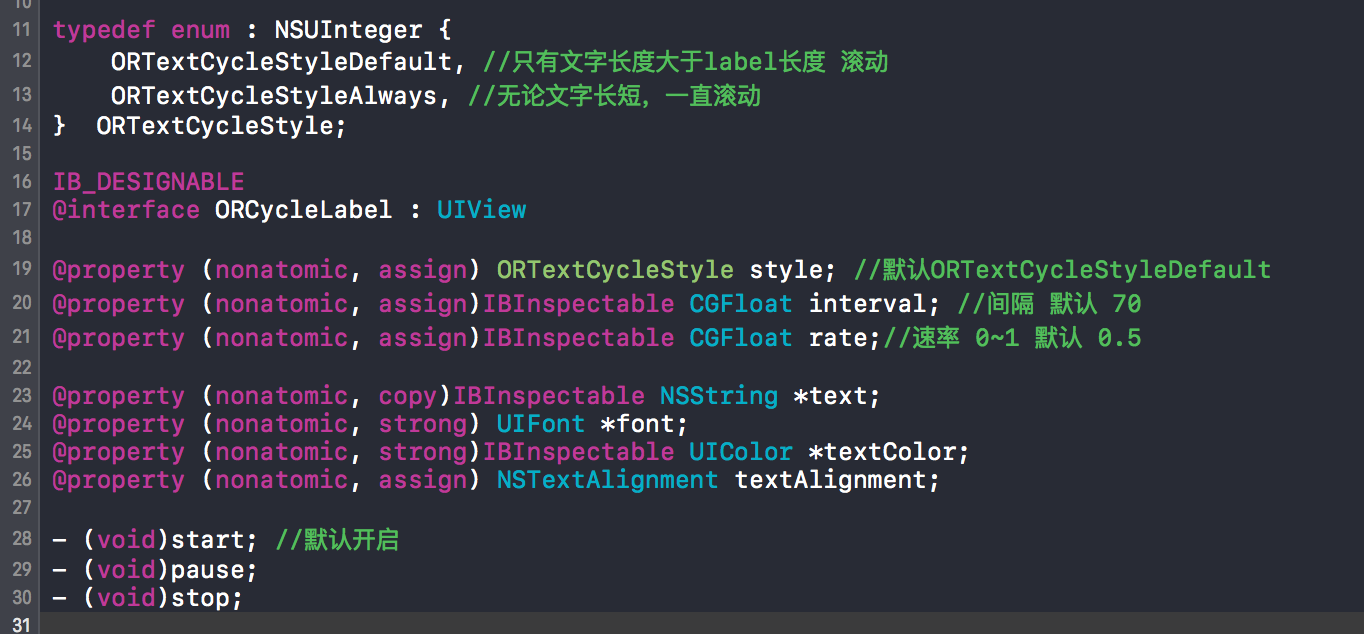 10
11 typedef enum : NSUInteger {
12 ORTextCycleStyleDefault, //只有文字长度大于label长度 滚动
13 ORTextCycleStyleAlways, //无论文字长短，一直滚动
14 } ORTextCycleStyle;
15
16 IB_DESIGNABLE
17 @interface ORCycleLabel : UIView
18
19 @property (nonatomic, assign) ORTextCycleStyle style; //默认ORTextCycleStyleDefault
20 @property (nonatomic, assign)IBInspectable CGFloat interval; //间隔 默认 70
21 @property (nonatomic, assign)IBInspectable CGFloat rate;//速率 0~1 默认 0.5
22
23 @property (nonatomic, copy)IBInspectable NSString *text;
24 @property (nonatomic, strong) UIFont *font;
25 @property (nonatomic, strong)IBInspectable UIColor *textColor;
26 @property (nonatomic, assign) NSTextAlignment textAlignment;
27
28 - (void)start; //默认开启
29 - (void)pause;
30 - (void)stop;
31